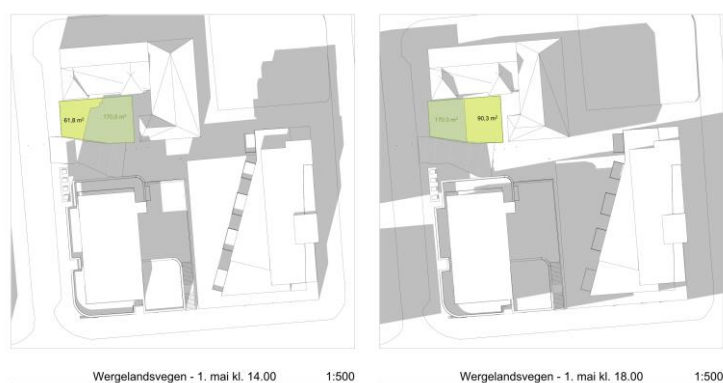 61,8 m²
170,0 m²
170,0 m²
90,3 m²
Wergelandsvegen - 1. mai kl. 14.00 1:500
Wergelandsvegen - 1. mai kl. 18.00 1:500